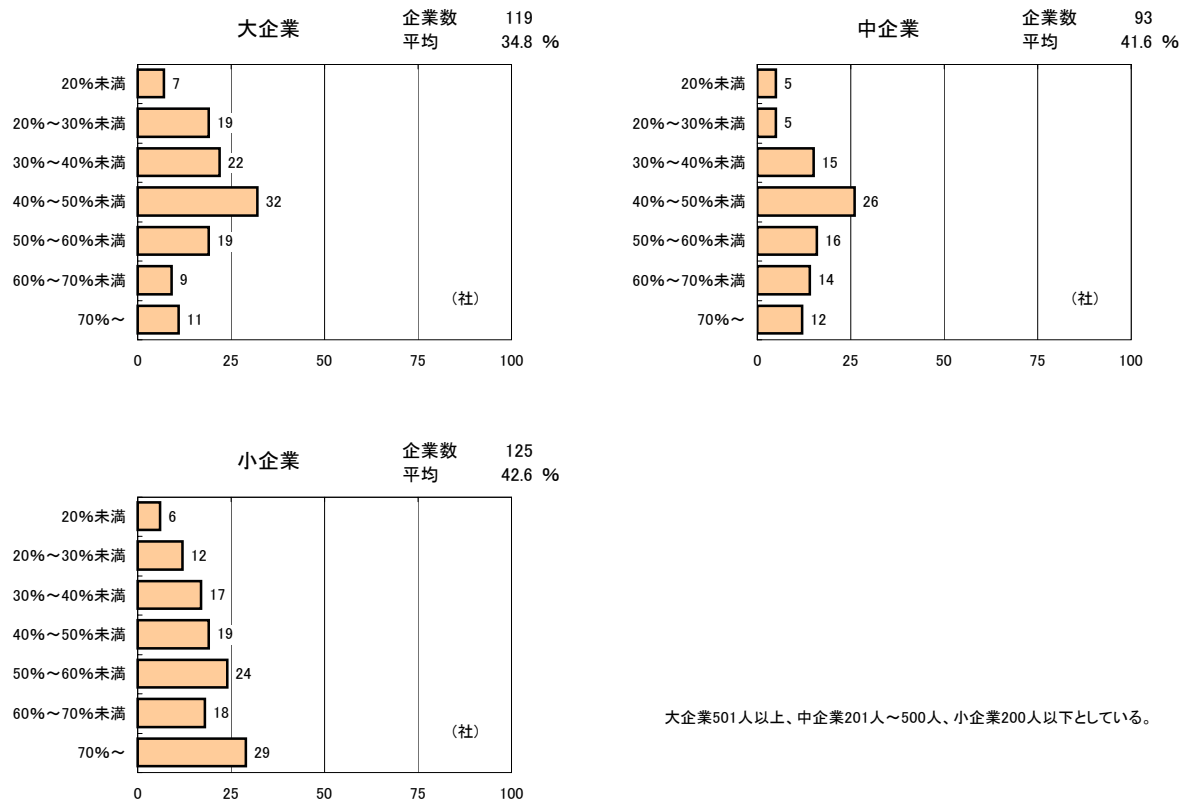 大企業
企業数 119
平均 34.8 %
20%未満 7
20%～30%未満 19
30%～40%未満 22
40%～50%未満 32
50%～60%未満 19
60%～70%未満 9
70%～ 11
（社）
0 25 50 75 100
中企業
企業数 93
平均 41.6 %
20%未満 5
20%～30%未満 5
30%～40%未満 15
40%～50%未満 26
50%～60%未満 16
60%～70%未満 14
70%～ 12
（社）
0 25 50 75 100
小企業
企業数 125
平均 42.6 %
20%未満 6
20%～30%未満 12
30%～40%未満 17
40%～50%未満 19
50%～60%未満 24
60%～70%未満 18
70%～ 29
（社）
0 25 50 75 100
大企業501人以上、中企業201人～500人、小企業200人以下としている。